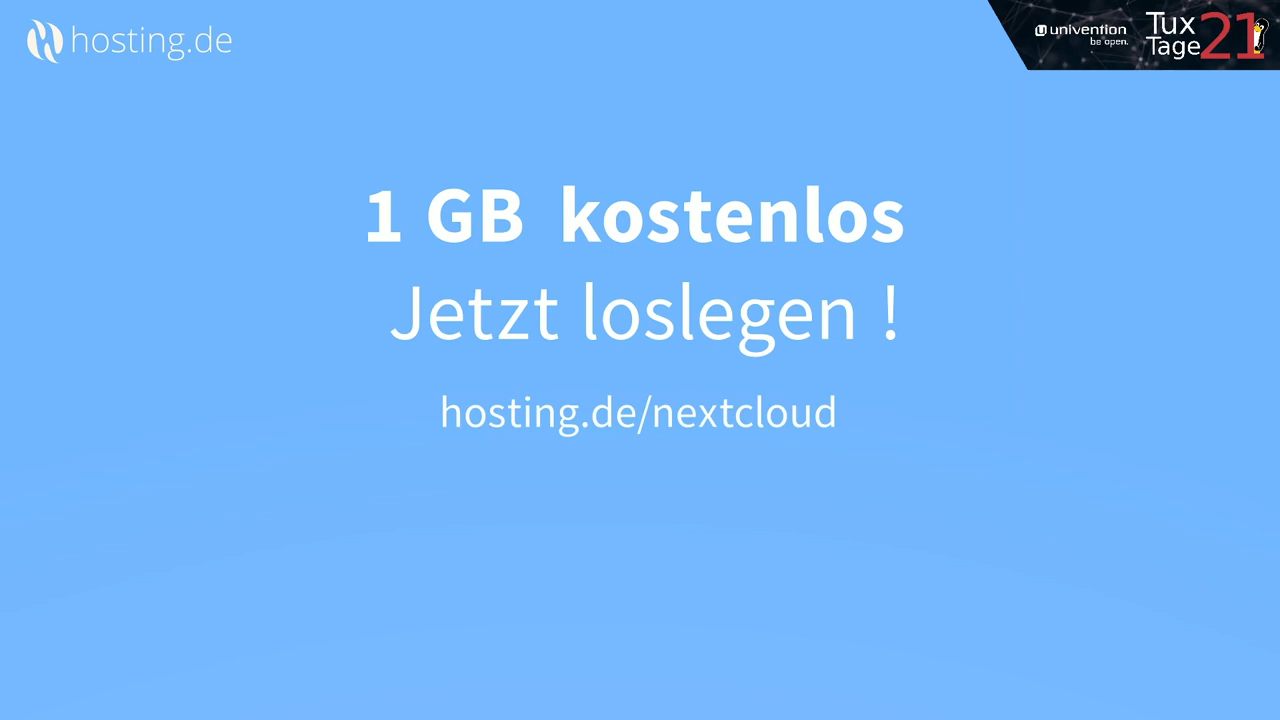 hosting.de
univention
be open.
Tux
Tage 21
1 GB kostenlos
Jetzt loslegen !
hosting.de/nextcloud